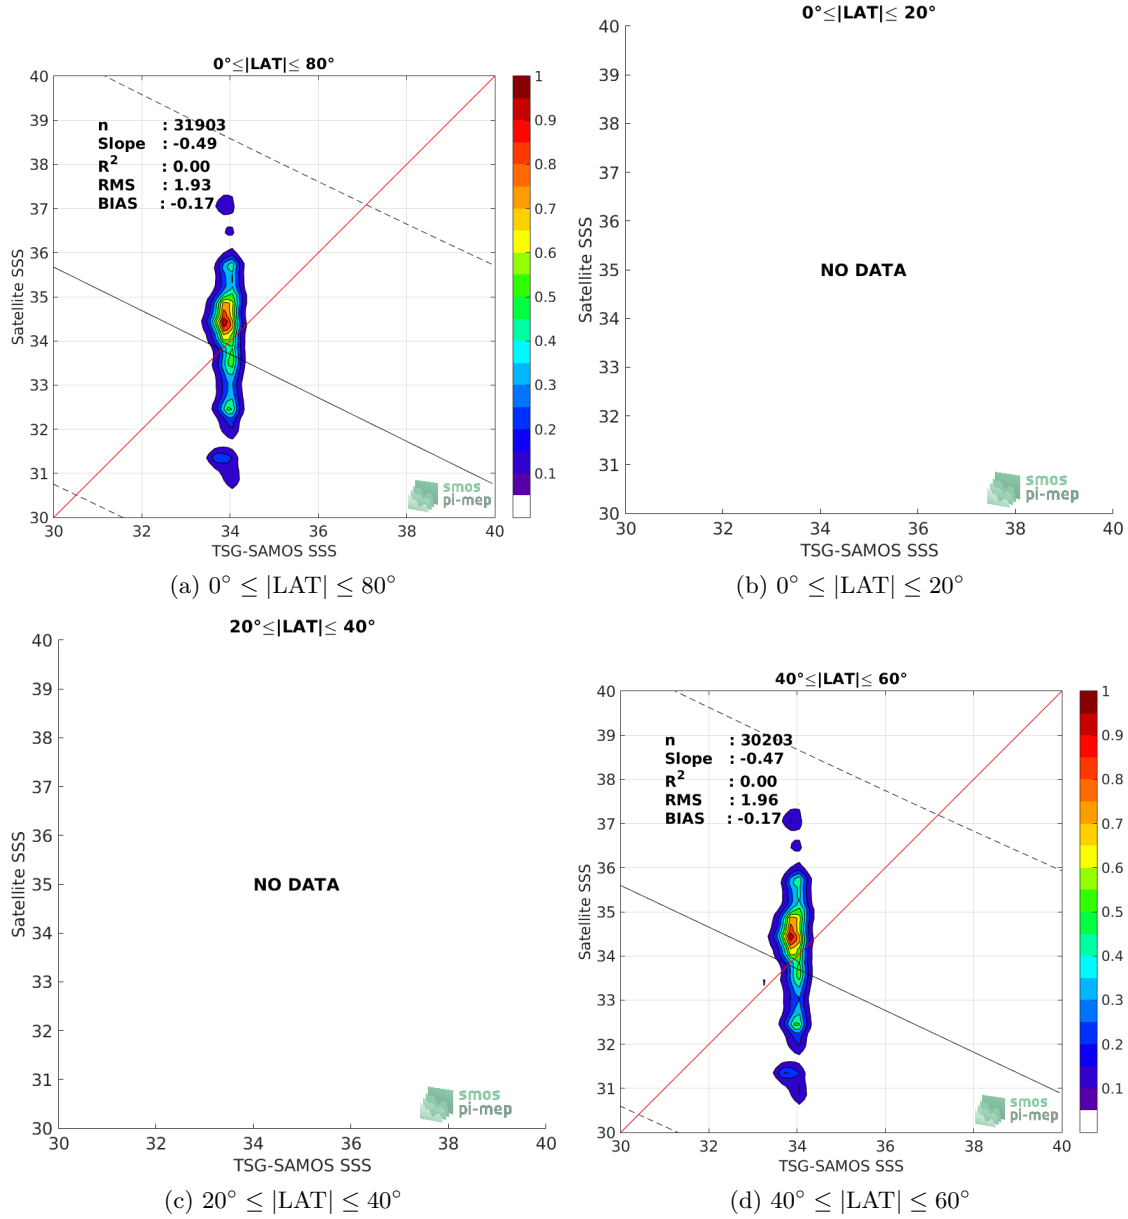 0°≤|LAT|≤ 80°
40
39
38
37
36
35
34
33
32
31
30
n : 31903
Slope : -0.49
R² : 0.00
RMS : 1.93
BIAS : -0.17
Satellite SSS
30 32 34 36 38 40
TSG-SAMOS SSS
1
0.9
0.8
0.7
0.6
0.5
0.4
0.3
0.2
0.1
smos
pi-mep
(a) 0° ≤ |LAT| ≤ 80°
0°≤|LAT|≤ 20°
40
39
38
37
36
35
34
33
32
31
30
NO DATA
Satellite SSS
30 32 34 36 38 40
TSG-SAMOS SSS
smos
pi-mep
(b) 0° ≤ |LAT| ≤ 20°
20°≤|LAT|≤ 40°
40
39
38
37
36
35
34
33
32
31
30
NO DATA
Satellite SSS
30 32 34 36 38 40
TSG-SAMOS SSS
smos
pi-mep
(c) 20° ≤ |LAT| ≤ 40°
40°≤|LAT|≤ 60°
40
39
38
37
36
35
34
33
32
31
30
n : 30203
Slope : -0.47
R² : 0.00
RMS : 1.96
BIAS : -0.17
Satellite SSS
30 32 34 36 38 40
TSG-SAMOS SSS
1
0.9
0.8
0.7
0.6
0.5
0.4
0.3
0.2
0.1
smos
pi-mep
(d) 40° ≤ |LAT| ≤ 60°